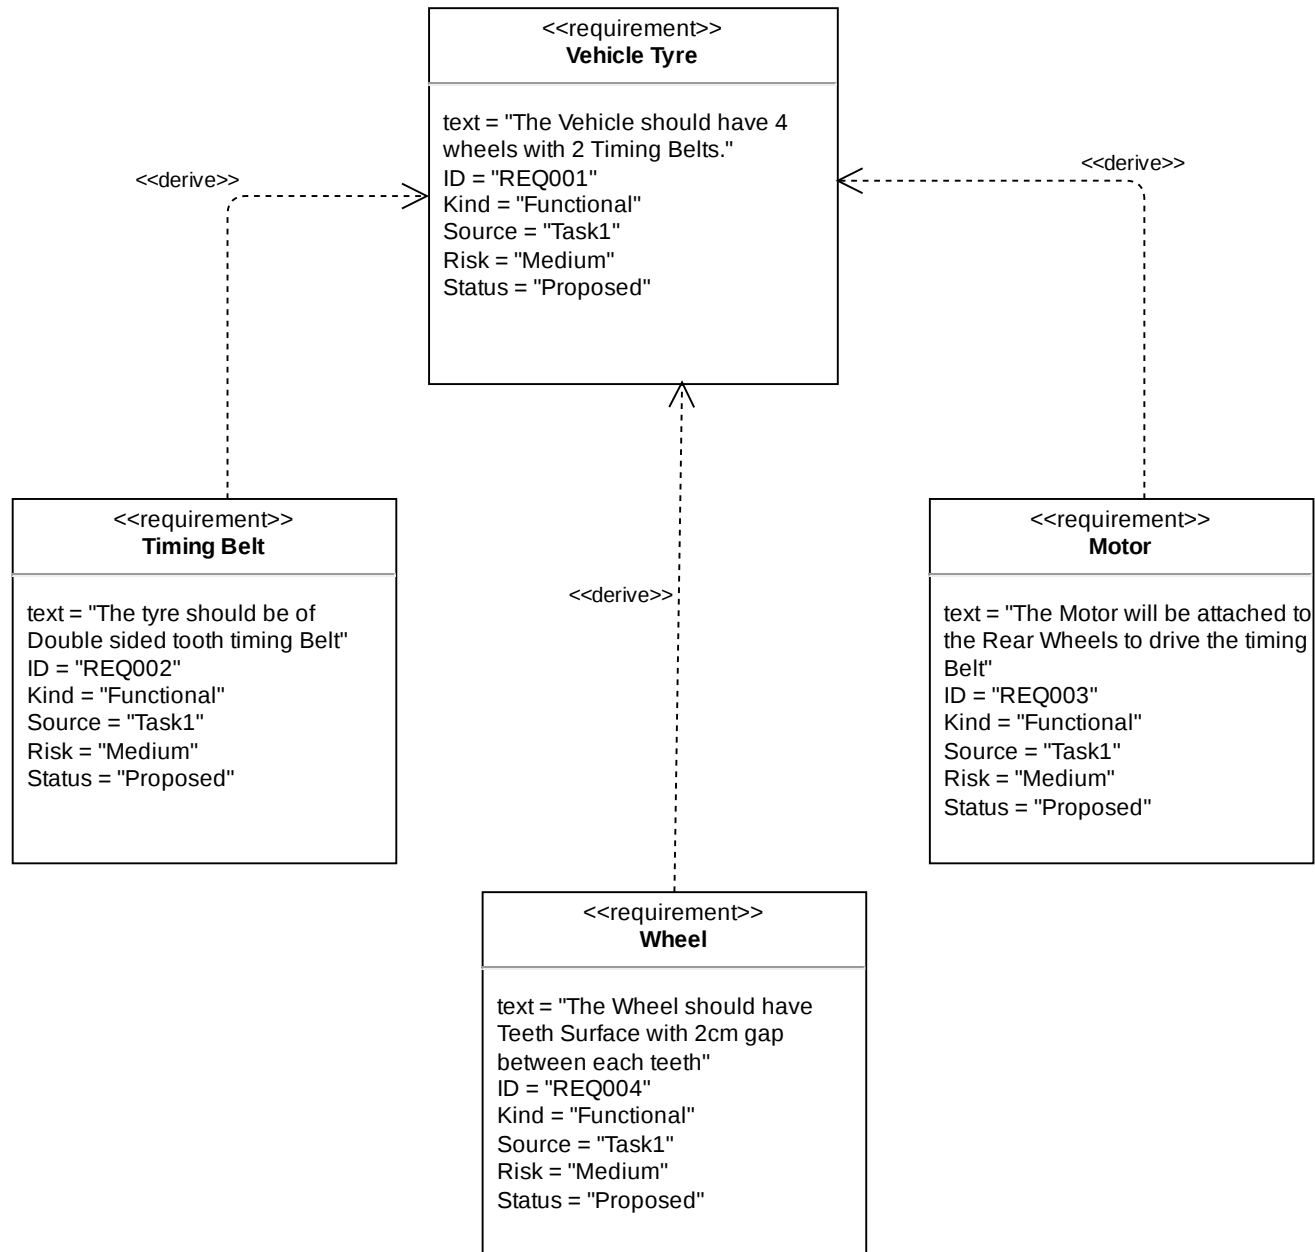 <<requirement>>
Vehicle Tyre
text = "The Vehicle should have 4
wheels with 2 Timing Belts."
ID = "REQ001"
Kind = "Functional"
Source = "Task1"
Risk = "Medium"
Status = "Proposed"
<<derive>>
<<derive>>
<<requirement>>
Timing Belt
text = "The tyre should be of
Double sided tooth timing Belt"
ID = "REQ002"
Kind = "Functional"
Source = "Task1"
Risk = "Medium"
Status = "Proposed"
<<derive>>
<<requirement>>
Motor
text = "The Motor will be attached to
the Rear Wheels to drive the timing
Belt"
ID = "REQ003"
Kind = "Functional"
Source = "Task1"
Risk = "Medium"
Status = "Proposed"
<<requirement>>
Wheel
text = "The Wheel should have
Teeth Surface with 2cm gap
between each teeth"
ID = "REQ004"
Kind = "Functional"
Source = "Task1"
Risk = "Medium"
Status = "Proposed"